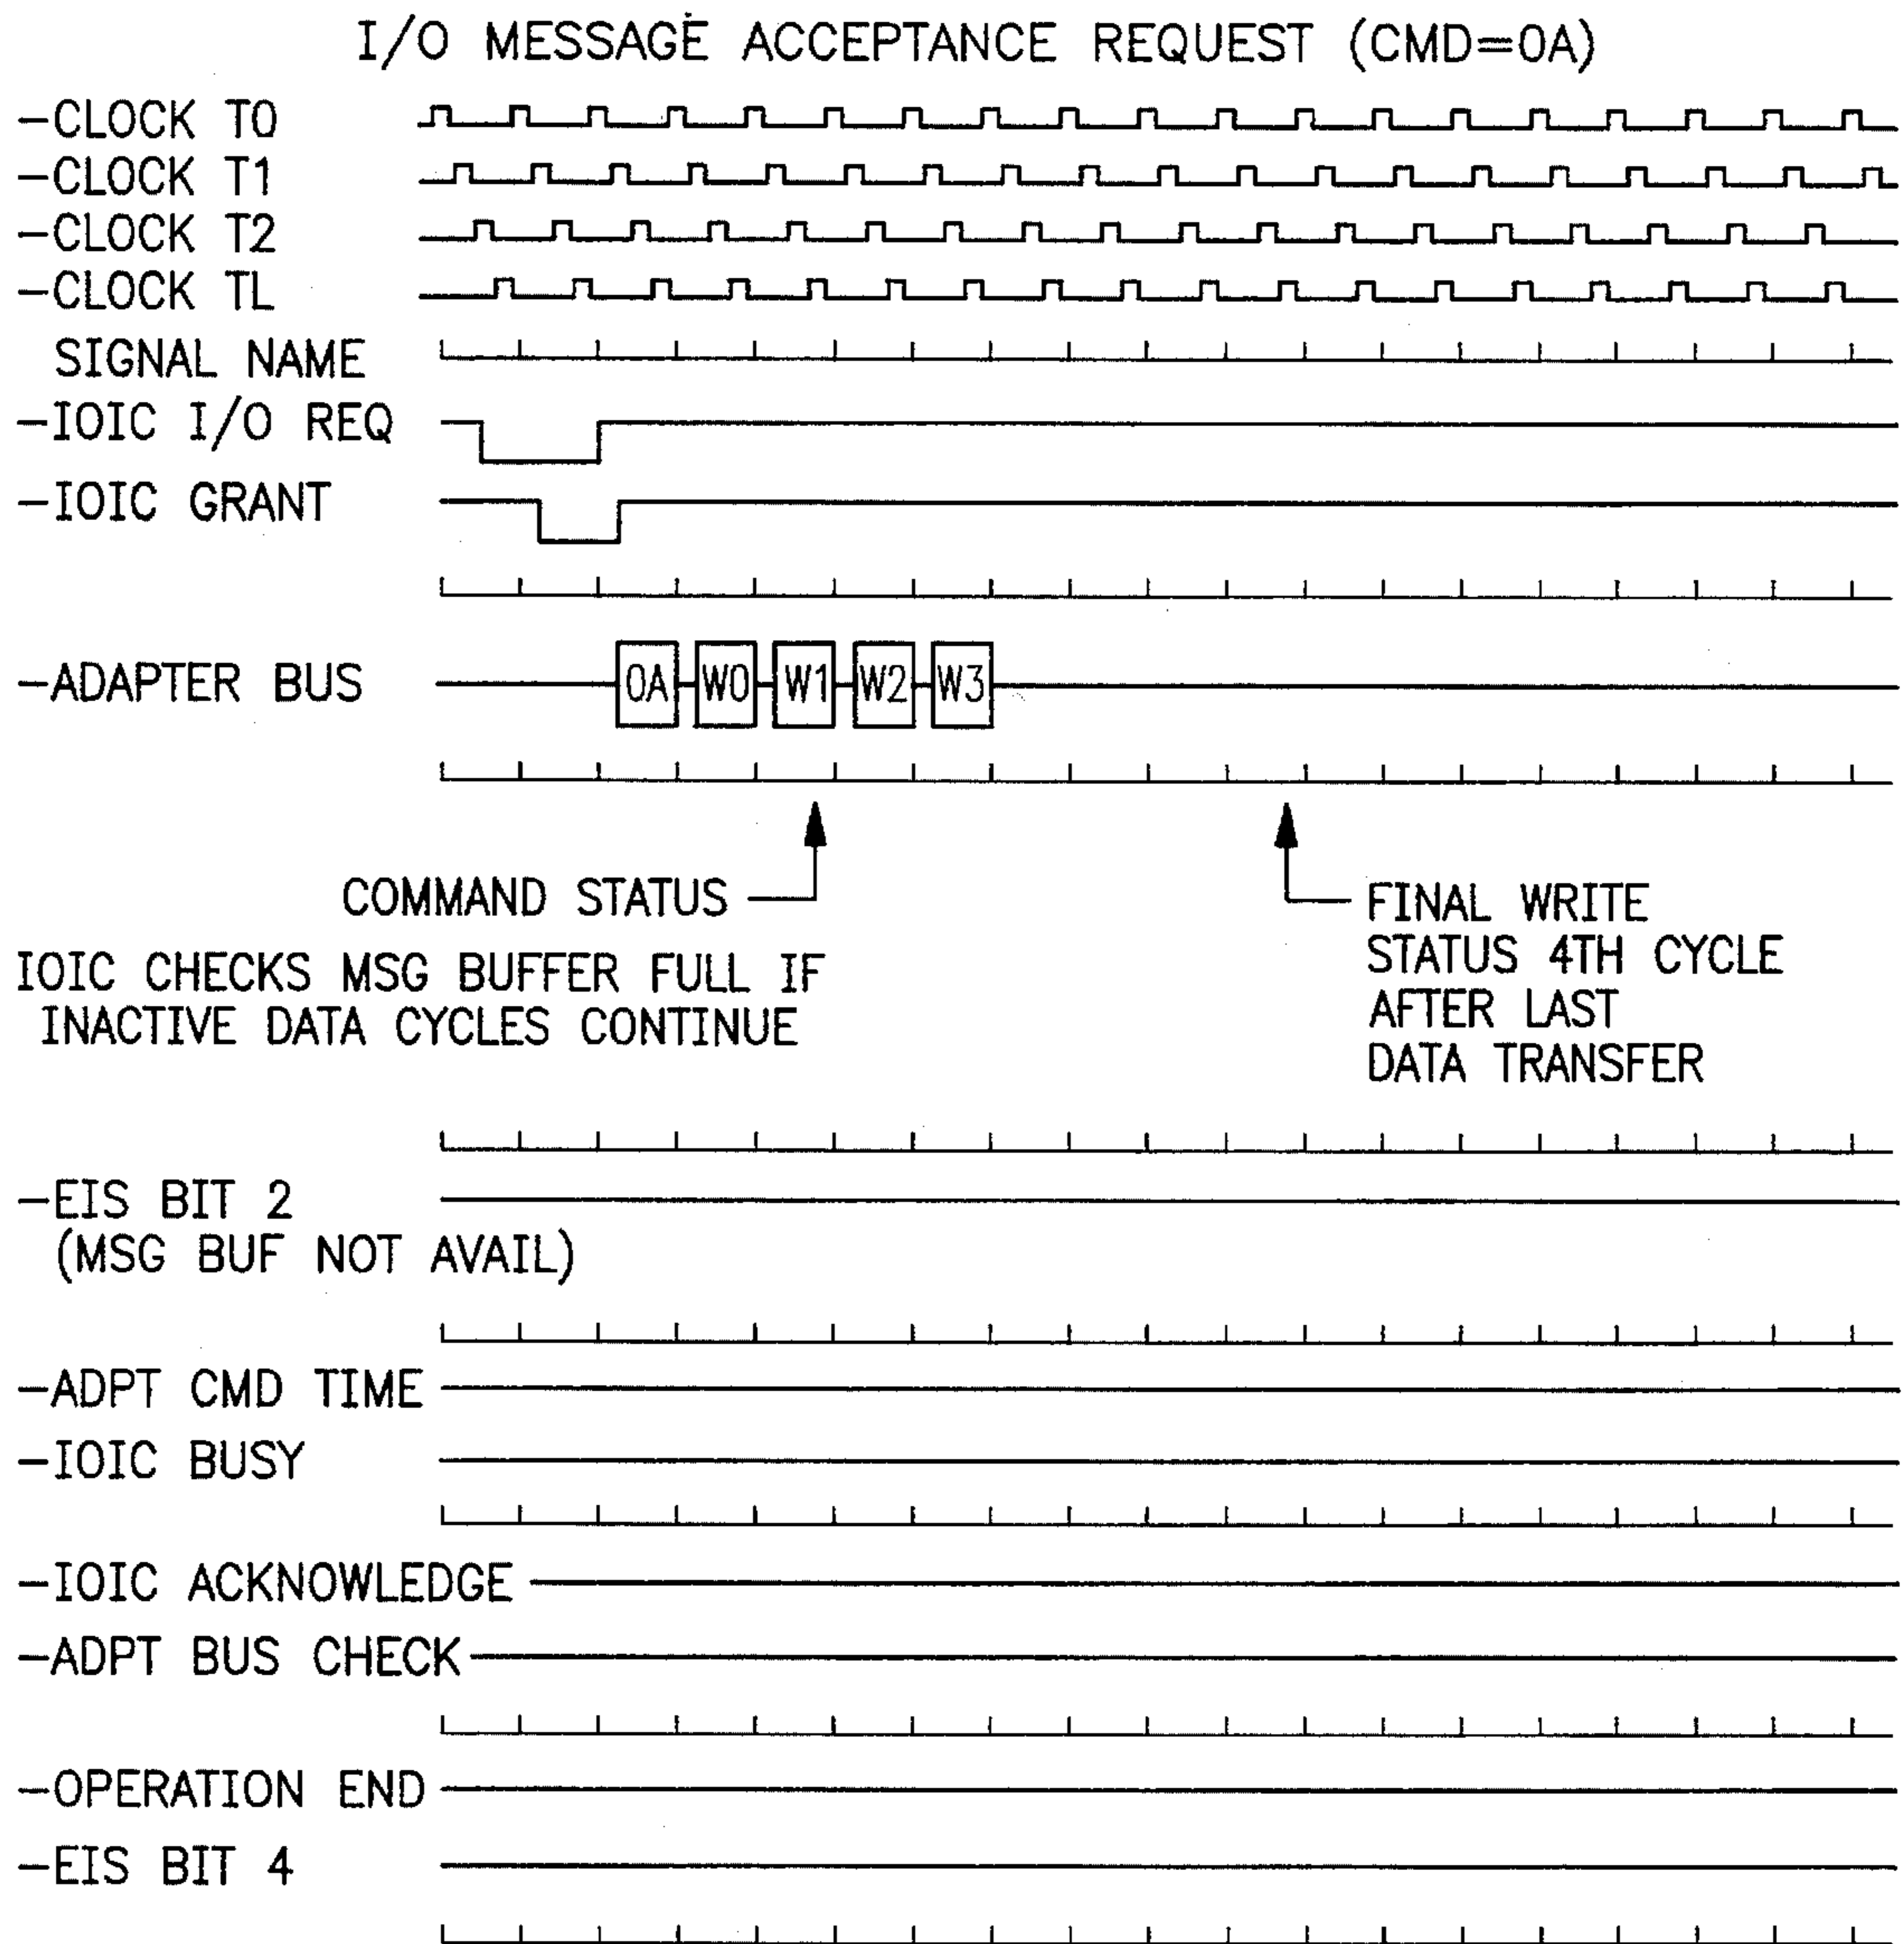 I/O MESSAGE ACCEPTANCE REQUEST (CMD=0A)
-CLOCK T0
-CLOCK T1
-CLOCK T2
-CLOCK TL
SIGNAL NAME
-IOIC I/O REQ
-IOIC GRANT
-ADAPTER BUS
0A W0 W1 W2 W3
COMMAND STATUS
IOIC CHECKS MSG BUFFER FULL IF
INACTIVE DATA CYCLES CONTINUE
FINAL WRITE
STATUS 4TH CYCLE
AFTER LAST
DATA TRANSFER
-EIS BIT 2
(MSG BUF NOT AVAIL)
-ADPT CMD TIME
-IOIC BUSY
-IOIC ACKNOWLEDGE
-ADPT BUS CHECK
-OPERATION END
-EIS BIT 4